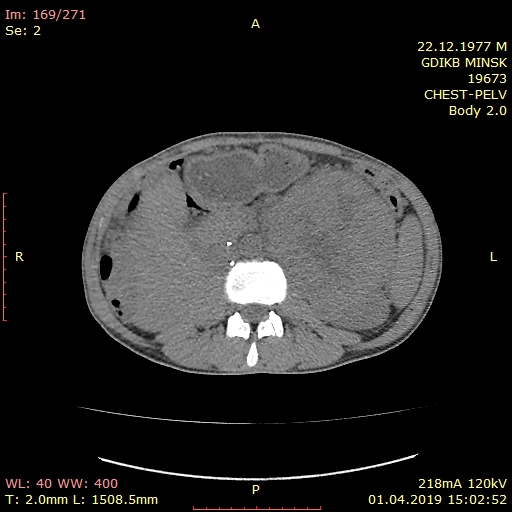 Im: 169/271
Se: 2
A
22.12.1977 M
GDIKB MINSK
19673
CHEST-PELV
Body 2.0
R
L
WL: 40 WW: 400
T: 2.0mm L: 1508.5mm
P
218mA 120kV
01.04.2019 15:02:52